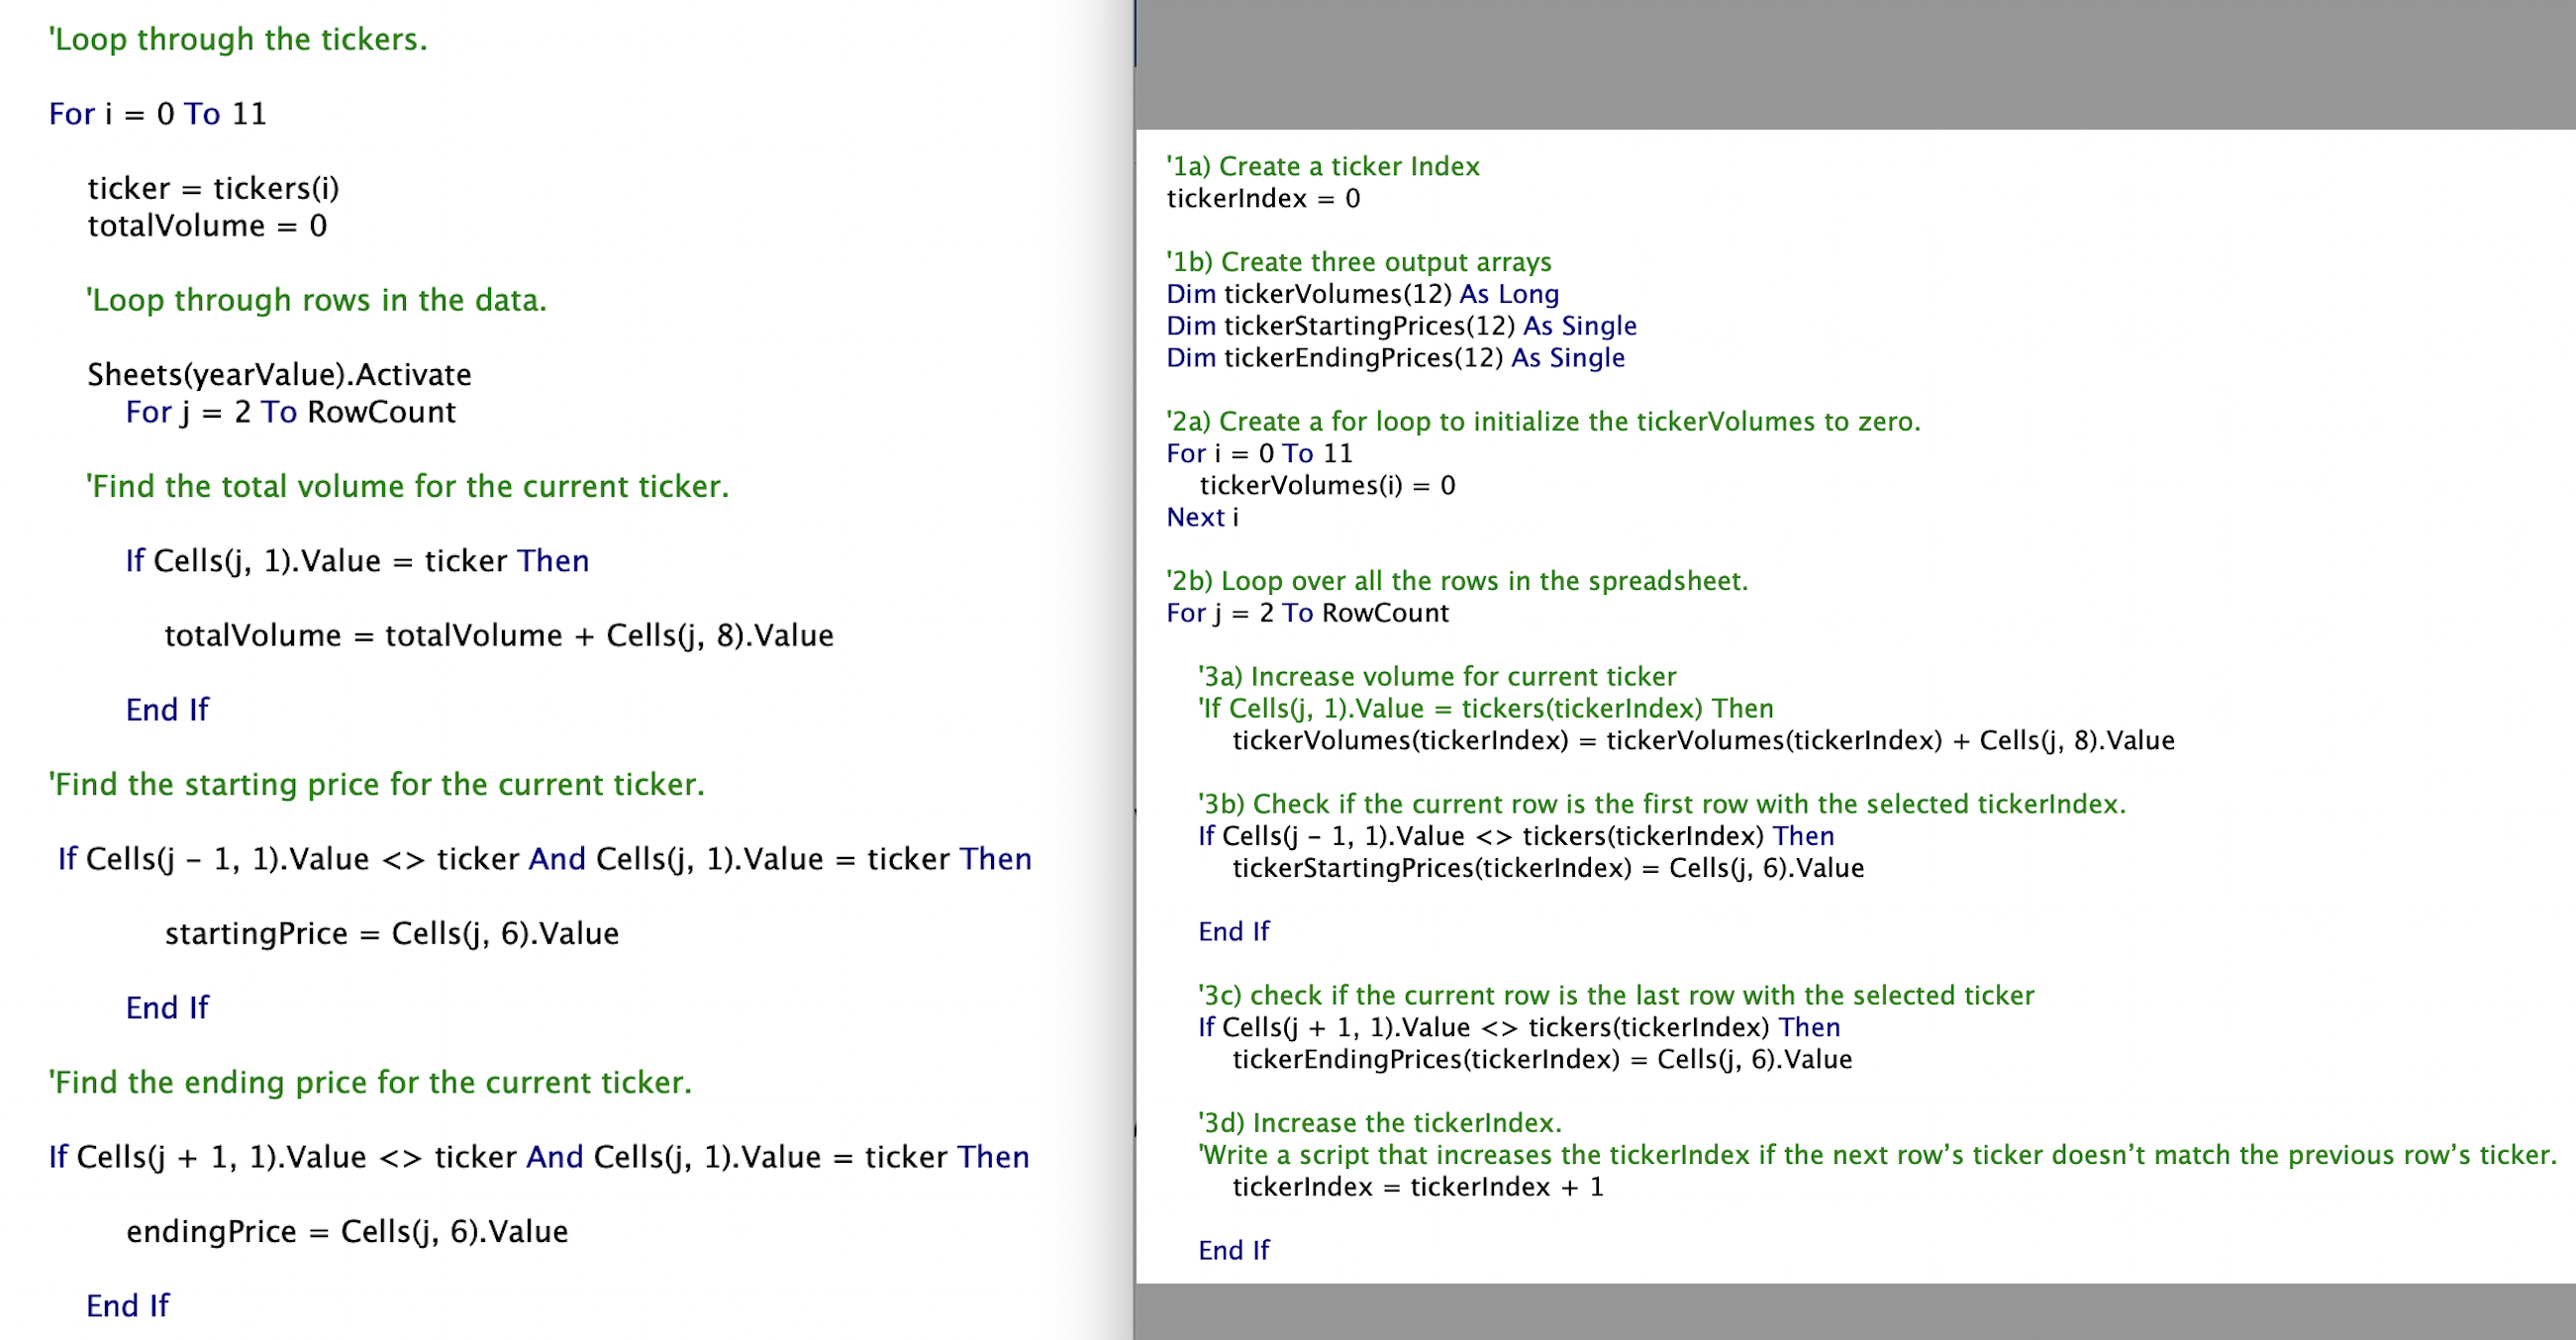 'Loop through the tickers.
For i = 0 To 11
ticker = tickers(i)
totalVolume = 0
'Loop through rows in the data.
Sheets(yearValue).Activate
For j = 2 To RowCount
'Find the total volume for the current ticker.
If Cells(j, 1).Value = ticker Then
totalVolume = totalVolume + Cells(j, 8).Value
End If
'Find the starting price for the current ticker.
If Cells(j - 1, 1).Value <> ticker And Cells(j, 1).Value = ticker Then
startingPrice = Cells(j, 6).Value
End If
'Find the ending price for the current ticker.
If Cells(j + 1, 1).Value <> ticker And Cells(j, 1).Value = ticker Then
endingPrice = Cells(j, 6).Value
End If
'1a) Create a ticker Index
tickerIndex = 0
'1b) Create three output arrays
Dim tickerVolumes(12) As Long
Dim tickerStartingPrices(12) As Single
Dim tickerEndingPrices(12) As Single
'2a) Create a for loop to initialize the tickerVolumes to zero.
For i = 0 To 11
tickerVolumes(i) = 0
Next i
'2b) Loop over all the rows in the spreadsheet.
For j = 2 To RowCount
'3a) Increase volume for current ticker
'If Cells(j, 1).Value = tickers(tickerIndex) Then
tickerVolumes(tickerIndex) = tickerVolumes(tickerIndex) + Cells(j, 8).Value
'3b) Check if the current row is the first row with the selected tickerIndex.
If Cells(j - 1, 1).Value <> tickers(tickerIndex) Then
tickerStartingPrices(tickerIndex) = Cells(j, 6).Value
End If
'3c) check if the current row is the last row with the selected ticker
If Cells(j + 1, 1).Value <> tickers(tickerIndex) Then
tickerEndingPrices(tickerIndex) = Cells(j, 6).Value
'3d) Increase the tickerIndex.
'Write a script that increases the tickerIndex if the next row’s ticker doesn’t match the previous row’s ticker.
tickerIndex = tickerIndex + 1
End If